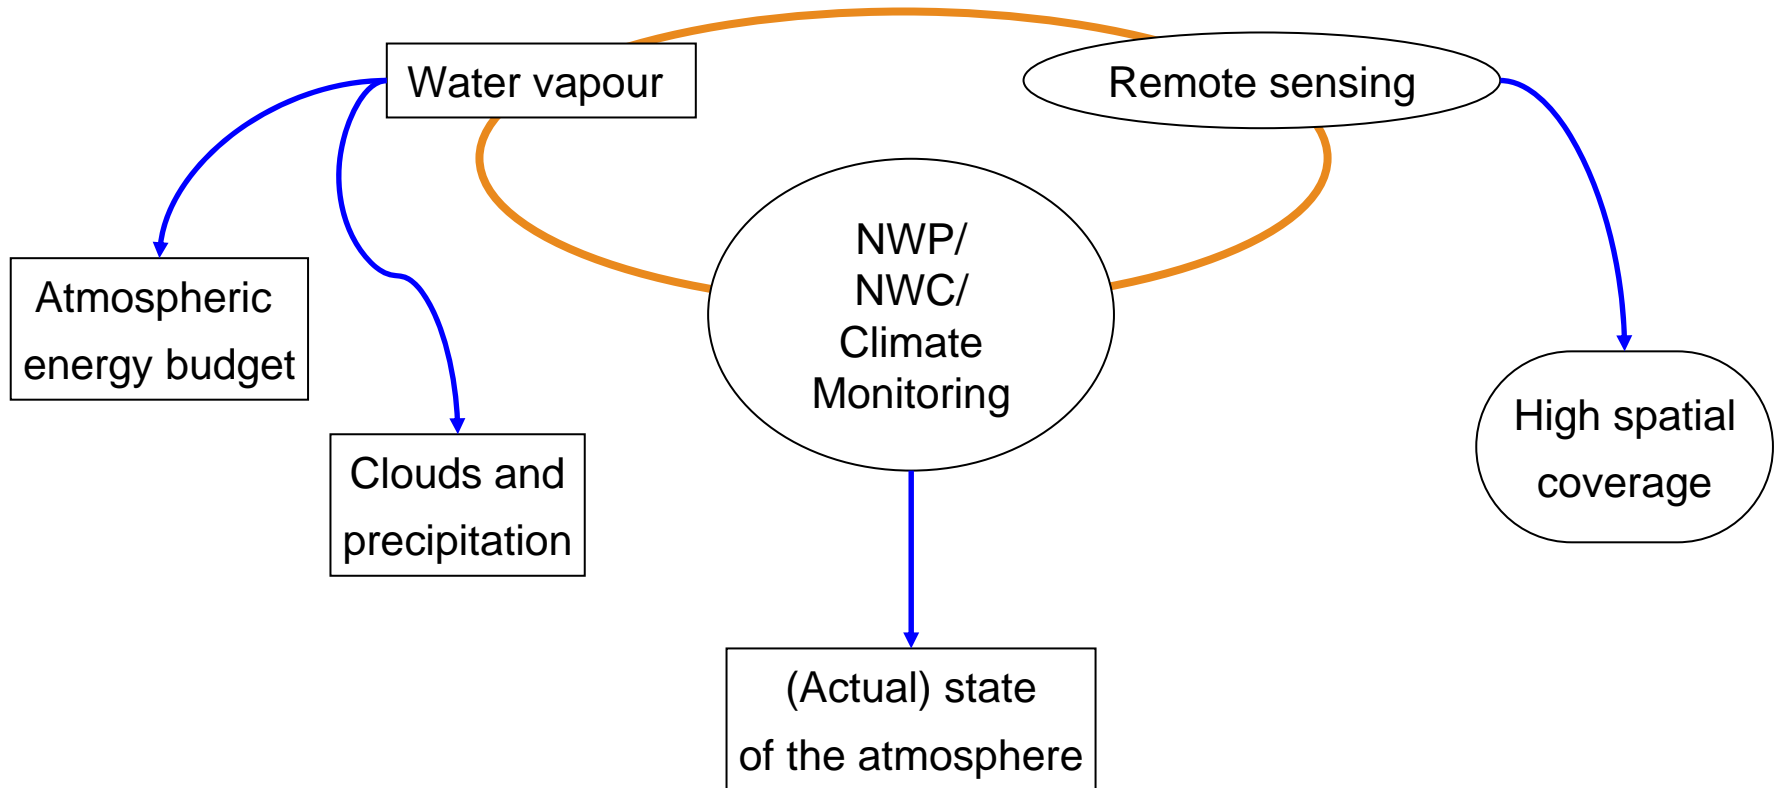 Water vapour
Remote sensing
NWP/
NWC/
Climate
Monitoring
Atmospheric
energy budget
High spatial
coverage
Clouds and
precipitation
(Actual) state
of the atmosphere